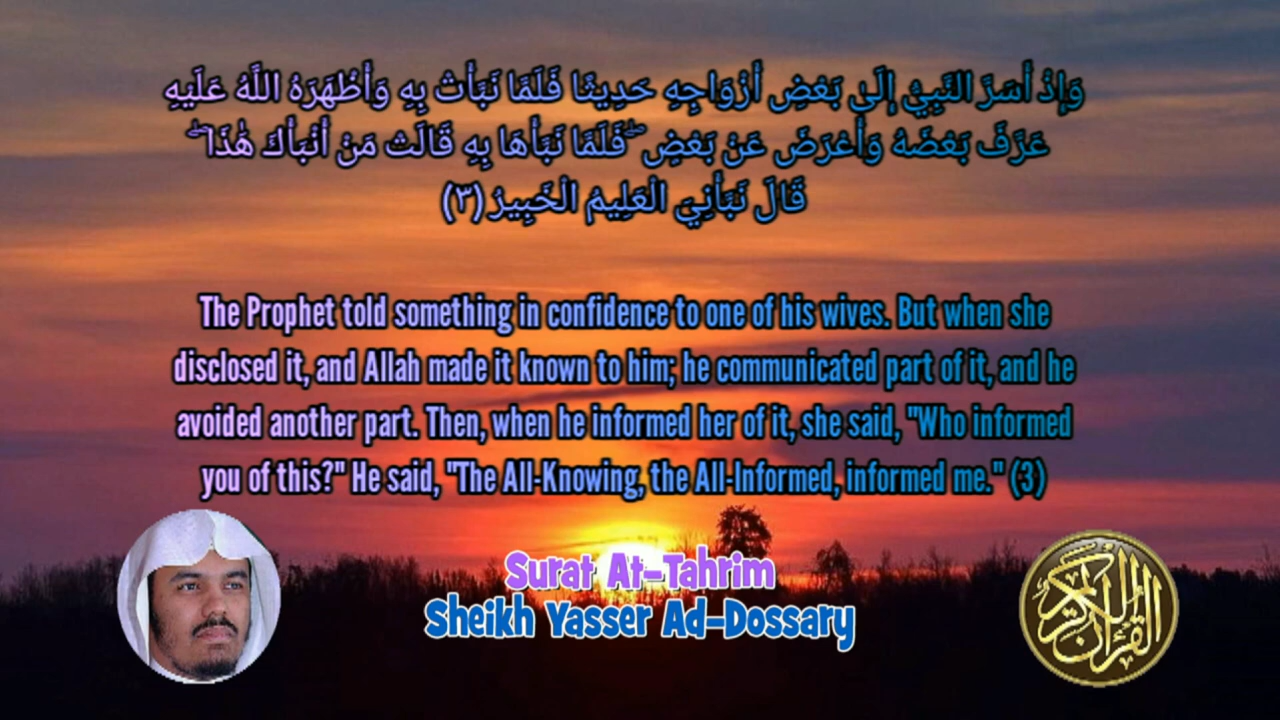 وَإِذْ أَسَرَّ النَّبِيُّ إِلَىٰ بَعْضِ أَزْوَاجِهِ حَدِيثًا فَلَمَّا نَبَّأَتْ بِهِ وَأَظْهَرَهُ اللَّهُ عَلَيْهِ
عَرَّفَ بَعْضَهُ وَأَعْرَضَ عَنْ بَعْضٍ ۖ فَلَمَّا نَبَّأَهَا بِهِ قَالَتْ مَنْ أَنْبَأَكَ هَٰذَا ۖ
قَالَ نَبَّأَنِيَ الْعَلِيمُ الْخَبِيرُ (٣)
The Prophet told something in confidence to one of his wives. But when she
disclosed it, and Allah made it known to him; he communicated part of it, and he
avoided another part. Then, when he informed her of it, she said, "Who informed
you of this?" He said, "The All-Knowing, the All-Informed, informed me." (3)
Surat At-Tahrim
Sheikh Yasser Ad-Dossary
القرآن الكريم